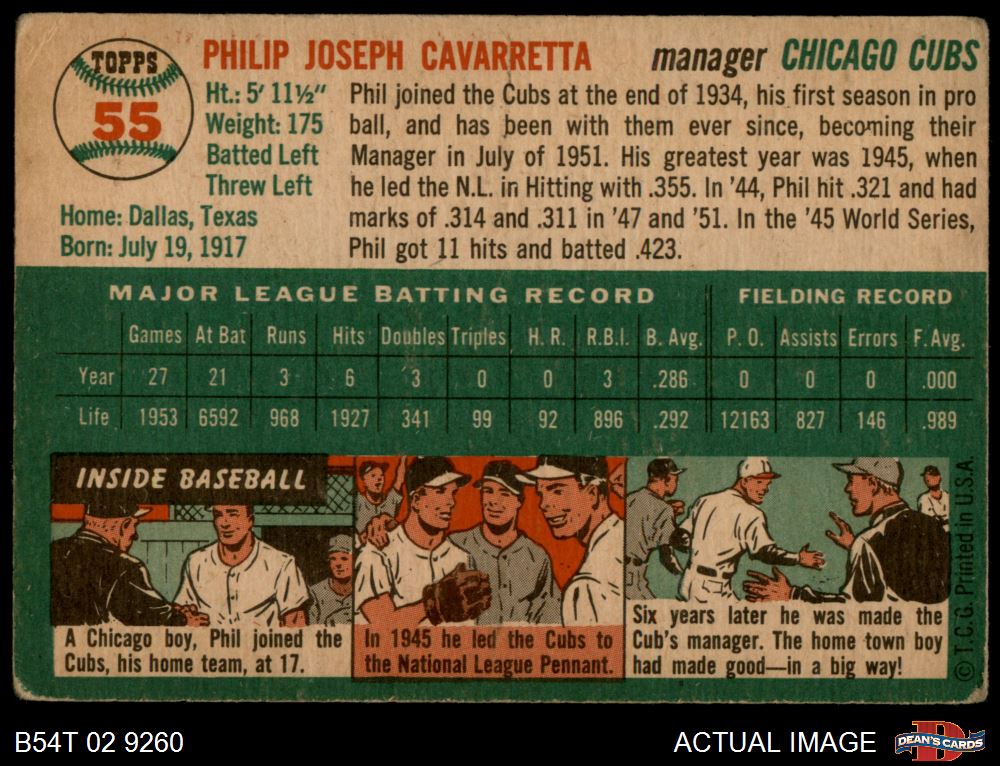 TOPPS
55
PHILIP JOSEPH CAVARRETTA manager CHICAGO CUBS
Ht.: 5' 11½"
Weight: 175
Batted Left
Threw Left
Home: Dallas, Texas
Born: July 19, 1917
Phil joined the Cubs at the end of 1934, his first season in pro
ball, and has been with them ever since, becoming their
Manager in July of 1951. His greatest year was 1945, when
he led the N.L. in Hitting with .355. In '44, Phil hit .321 and had
marks of .314 and .311 in '47 and '51. In the '45 World Series,
Phil got 11 hits and batted .423.
MAJOR LEAGUE BATTING RECORD FIELDING RECORD
Games At Bat Runs Hits Doubles Triples H. R. R.B.I. B. Avg. P. O. Assists Errors F. Avg.
Year 27 21 3 6 3 0 0 3 .286 0 0 0 .000
Life 1953 6592 968 1927 341 99 92 896 .292 12163 827 146 .989
INSIDE BASEBALL
A Chicago boy, Phil joined the
Cubs, his home team, at 17.
In 1945 he led the Cubs to
the National League Pennant.
Six years later he was made the
Cub's manager. The home town boy
had made good—in a big way!
© T.C.G. Printed in U.S.A.
B54T 02 9260
ACTUAL IMAGE
D
DEAN'S CARDS